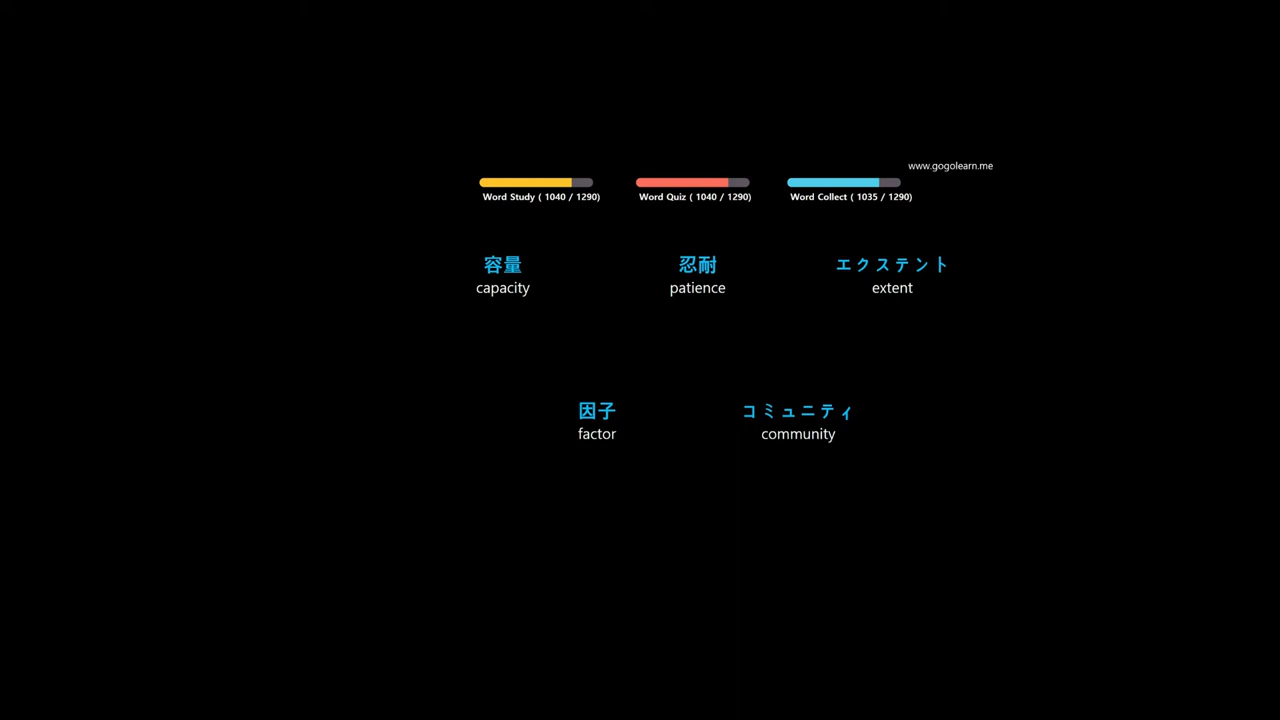 www.gogolearn.me
Word Study ( 1040 / 1290)
Word Quiz ( 1040 / 1290)
Word Collect ( 1035 / 1290)
容量
capacity
忍耐
patience
エクステント
extent
因子
factor
コミュニティ
community